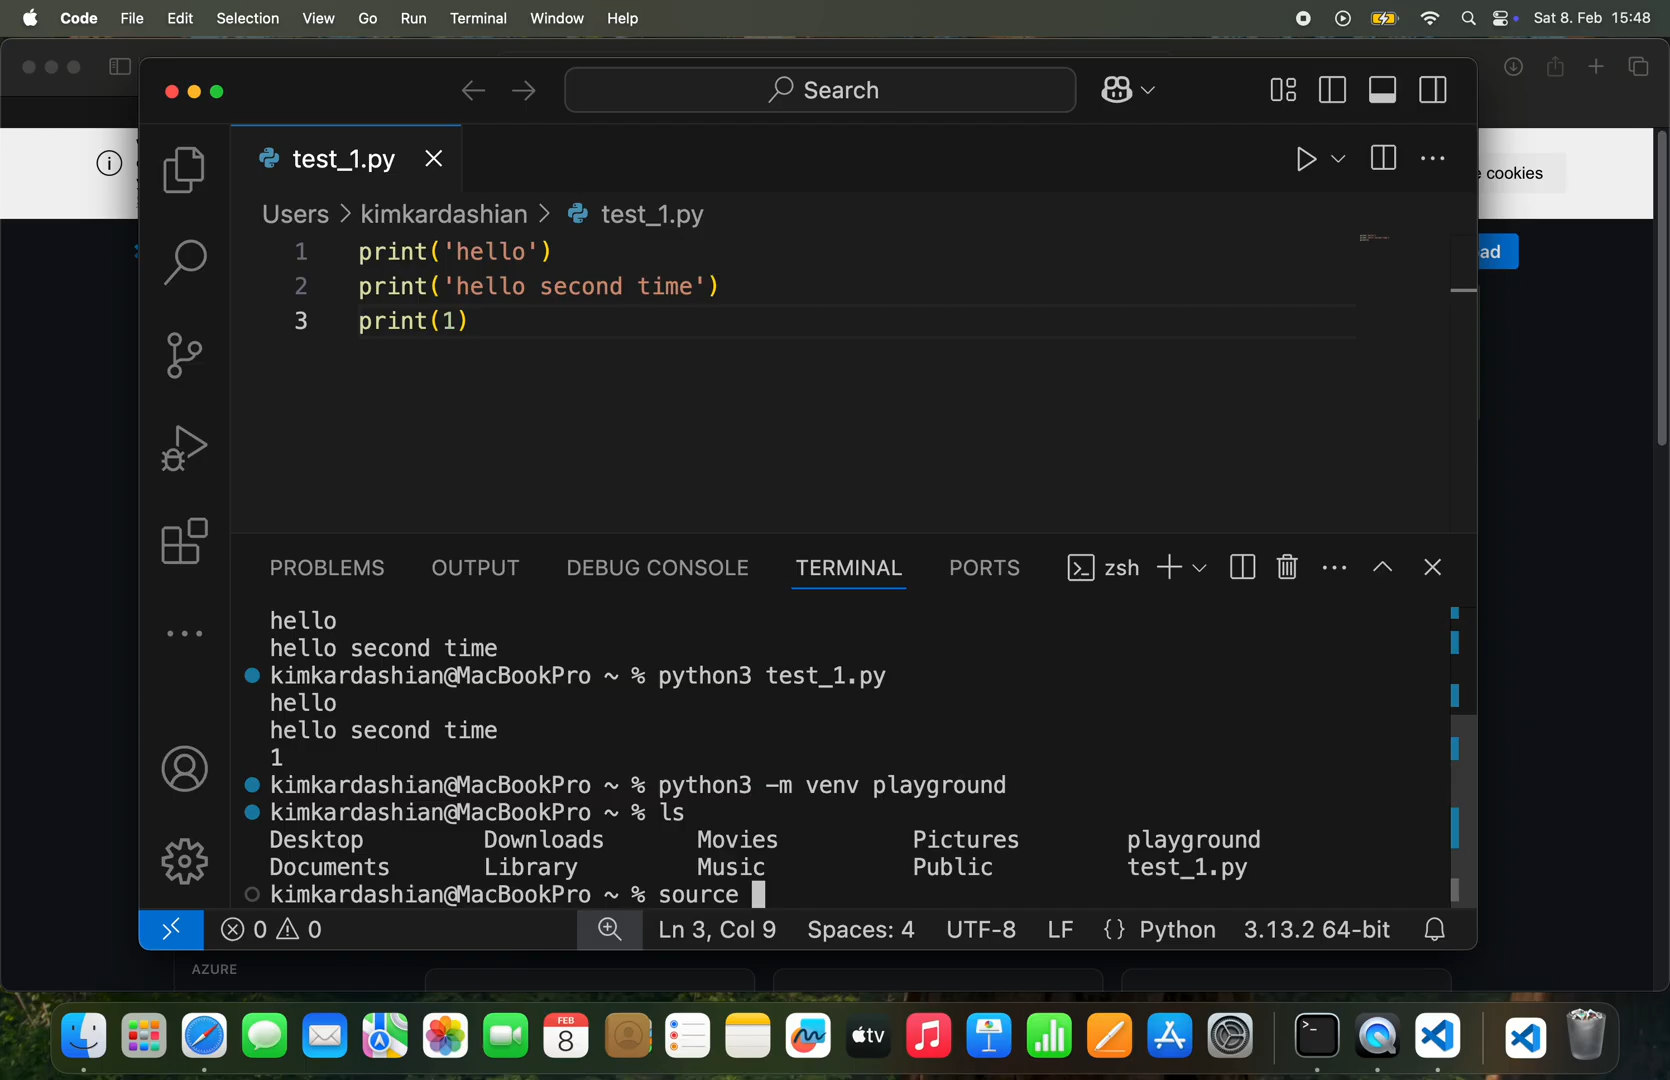 Code File Edit Selection View Go Run Terminal Window Help
Sat 8. Feb 15:48
Search
test_1.py
cookies
Users > kimkardashian > test_1.py
ad
1 print('hello')
2 print('hello second time')
3 print(1)
PROBLEMS OUTPUT DEBUG CONSOLE TERMINAL PORTS zsh
hello
hello second time
kimkardashian@MacBookPro ~ % python3 test_1.py
hello
hello second time
1
kimkardashian@MacBookPro ~ % python3 -m venv playground
kimkardashian@MacBookPro ~ % ls
Desktop Downloads Movies Pictures playground
Documents Library Music Public test_1.py
kimkardashian@MacBookPro ~ % source
0 0 Ln 3, Col 9 Spaces: 4 UTF-8 LF {} Python 3.13.2 64-bit
AZURE
FEB
8
tv